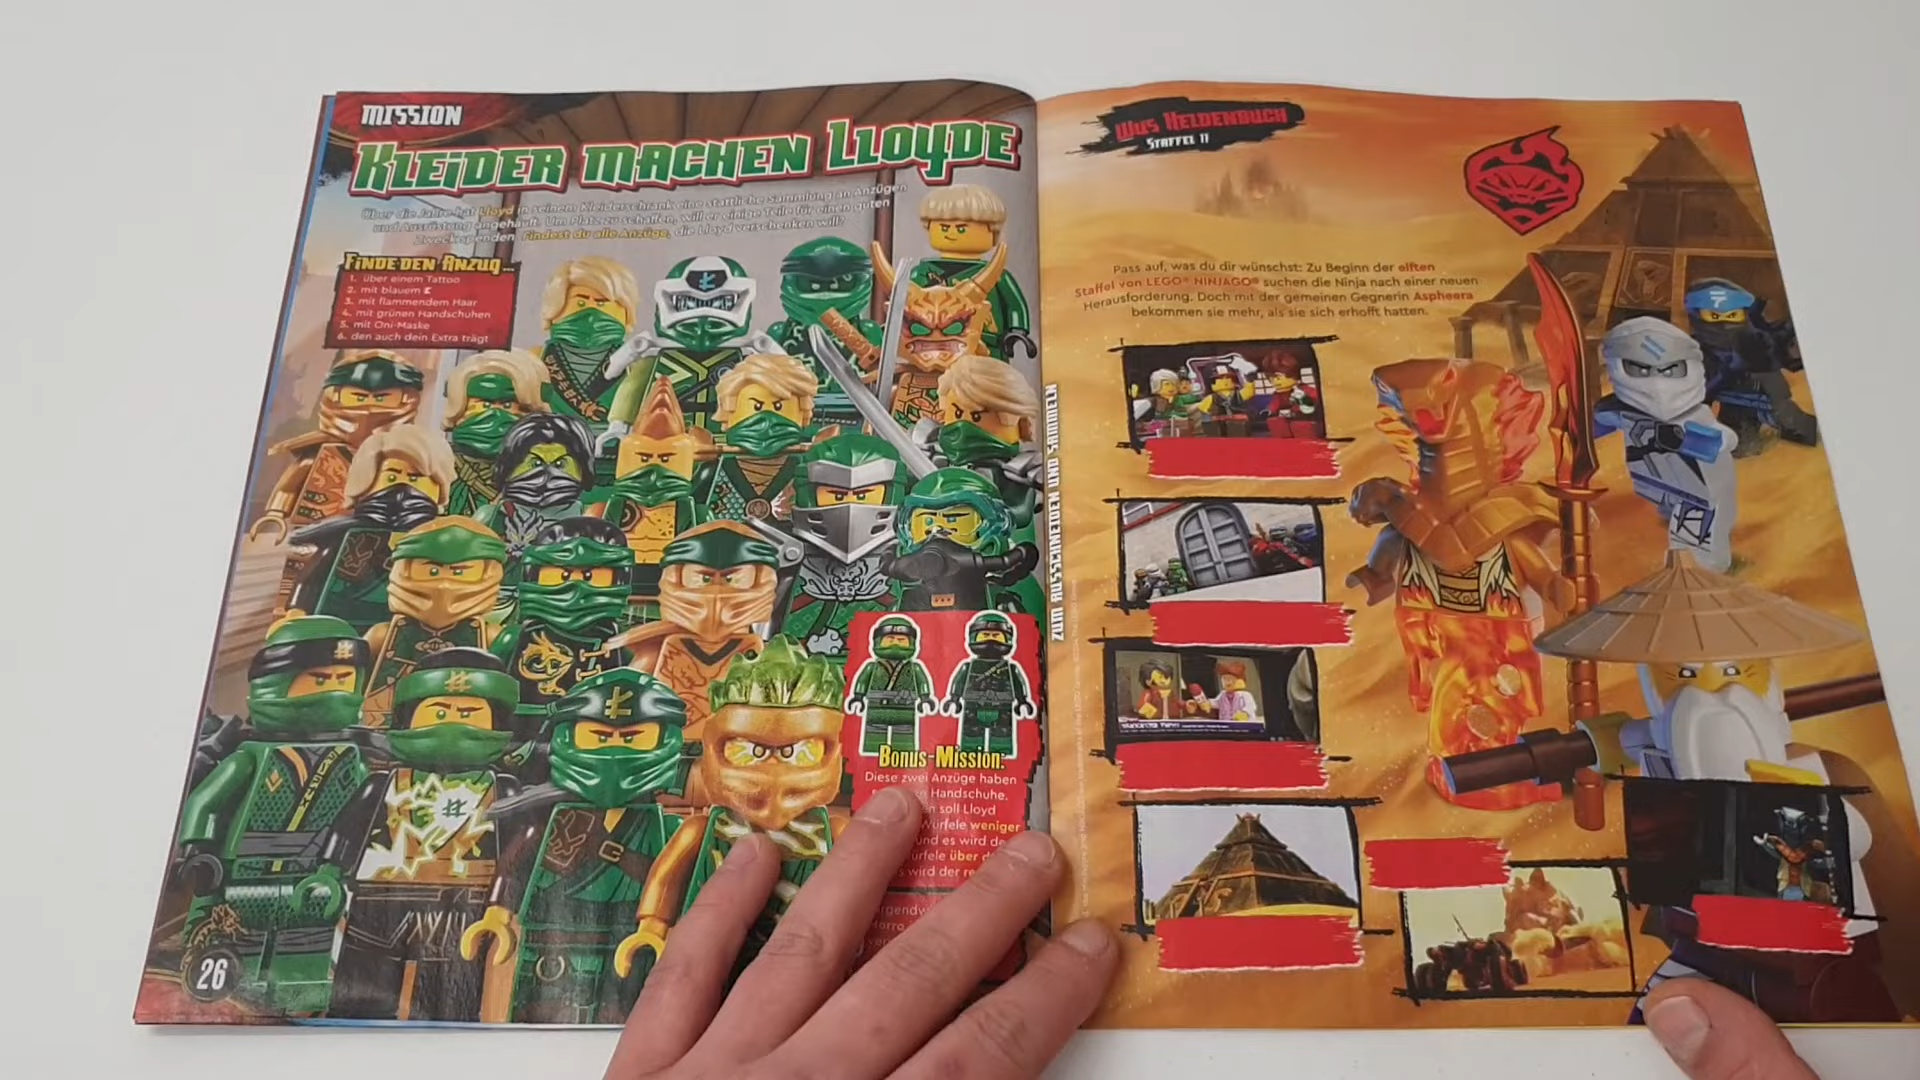 MISSION
KLEIDER MACHEN LLOYDE
Über die Jahre hat Lloyd in seinem Kleiderschrank eine stattliche Sammlung an Anzügen
und Ausrüstung angehäuft. Um Platz zu schaffen, will er einige Teile für einen guten
Zweck spenden. Findest du alle Anzüge, die Lloyd verschenken will?
FINDE DEN ANZUG...
1. über einem Tattoo
2. mit blauem
3. mit flammendem Haar
4. mit grünen Handschuhen
5. mit Oni-Maske
6. den auch dein Extra trägt
Bonus-Mission:
Diese zwei Anzüge haben
Handschuhe.
soll Lloyd
weniger
und es wird
über
wird der
26
WUS HELDENBUCH
STAFFEL 11
Pass auf, was du dir wünschst: Zu Beginn der elften
Staffel von LEGO® NINJAGO® suchen die Ninja nach einer neuen
Herausforderung. Doch mit der gemeinen Gegnerin Aspheera
bekommen sie mehr, als sie sich erhofft hatten.
ZUM AUSSCHNEIDEN UND SAMMELN